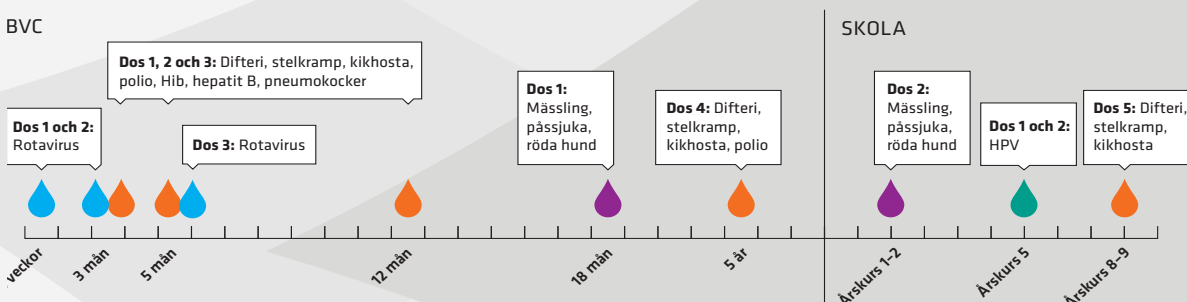 BVC
SKOLA
Dos 1, 2 och 3: Difteri, stelkramp, kikhosta,
polio, Hib, hepatit B, pneumokocker
Dos 1 och 2:
Rotavirus
Dos 3: Rotavirus
Dos 1:
Mässling,
påssjuka,
röda hund
Dos 4: Difteri,
stelkramp,
kikhosta, polio
Dos 2:
Mässling,
påssjuka,
röda hund
Dos 1 och 2:
HPV
Dos 5: Difteri,
stelkramp,
kikhosta
veckor
3 mån
5 mån
12 mån
18 mån
5 år
Årskurs 1–2
Årskurs 5
Årskurs 8–9